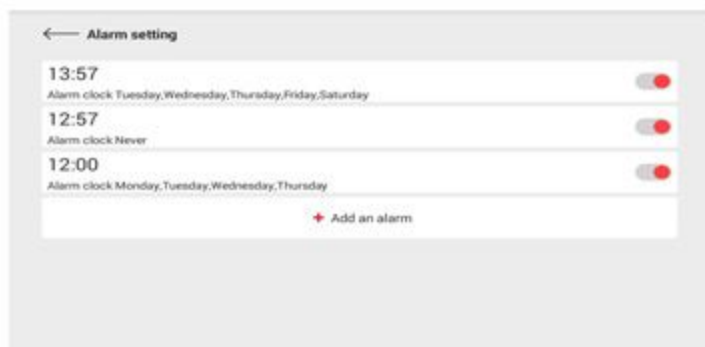 Alarm setting
13:57
Alarm clock Tuesday,Wednesday,Thursday,Friday,Saturday
12:57
Alarm clock Never
12:00
Alarm clock Monday,Tuesday,Wednesday,Thursday
+ Add an alarm